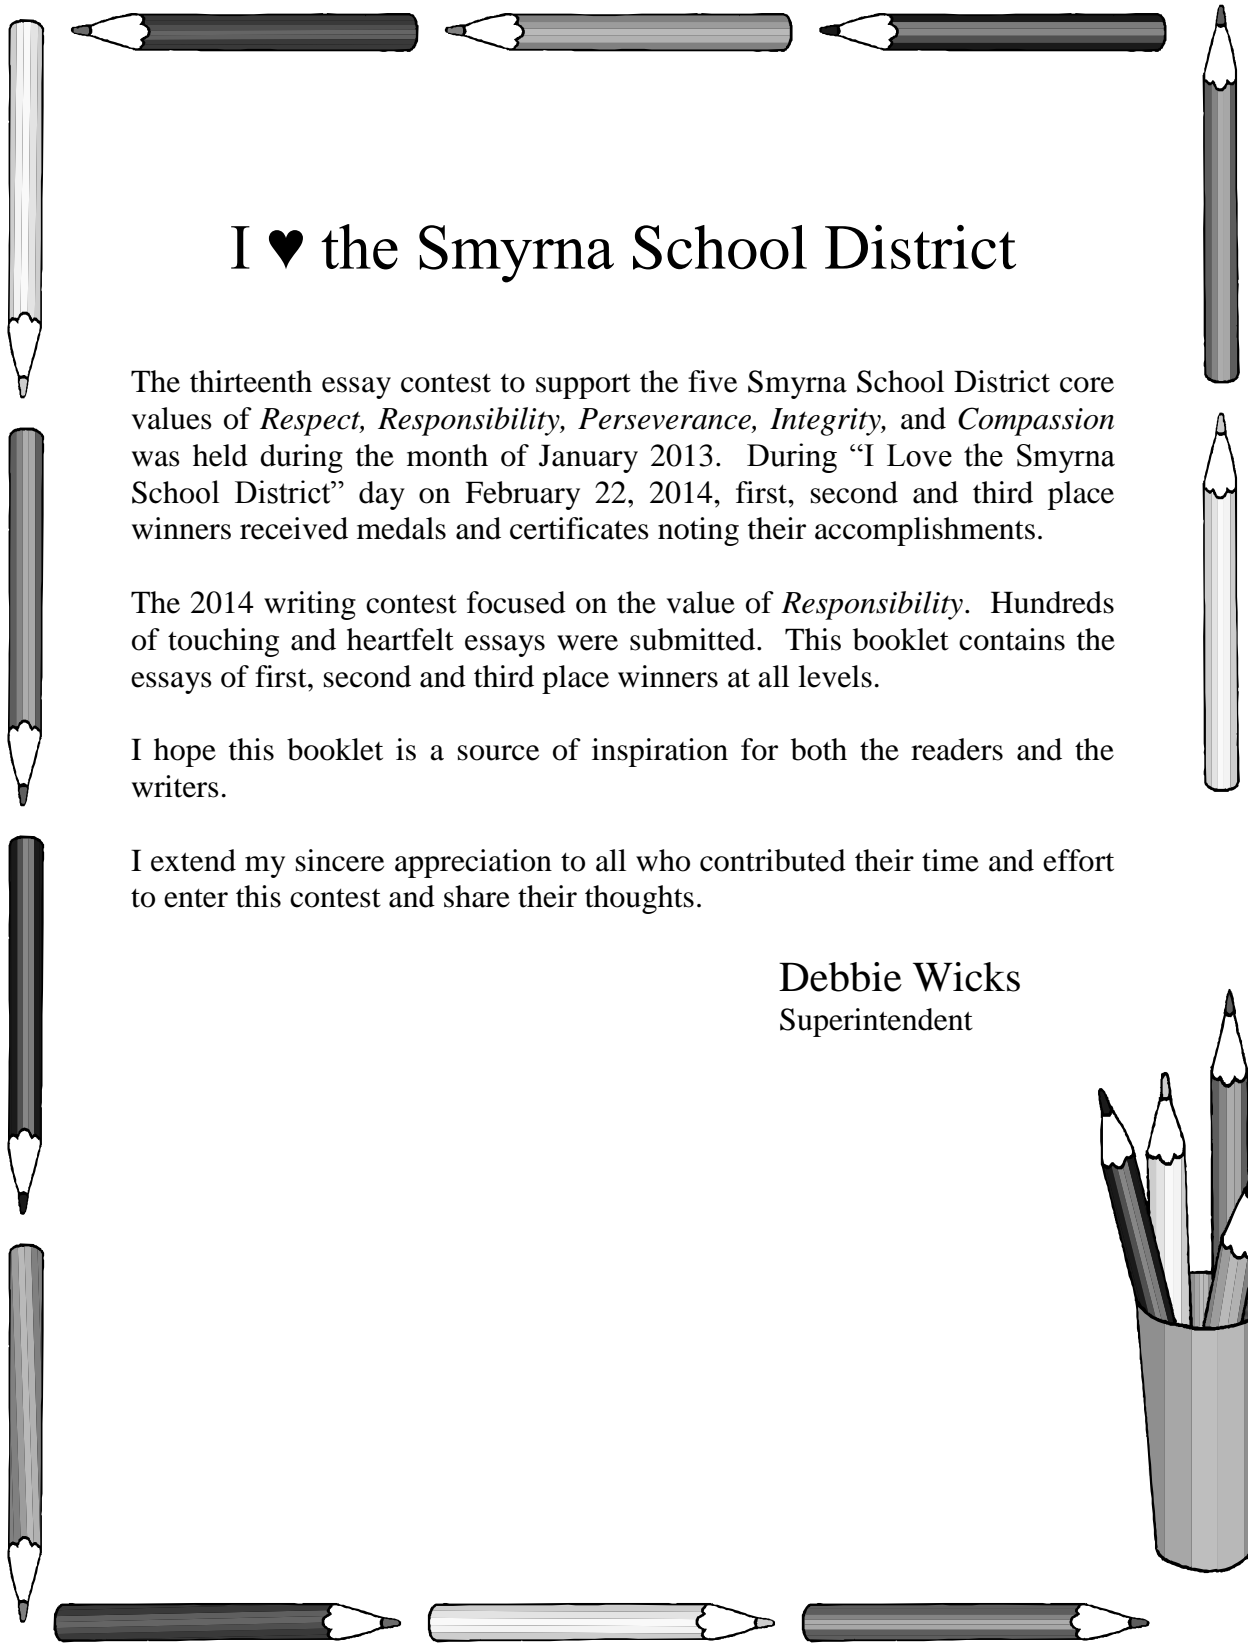 I ♥ the Smyrna School District
The thirteenth essay contest to support the five Smyrna School District core
values of Respect, Responsibility, Perseverance, Integrity, and Compassion
was held during the month of January 2013. During “I Love the Smyrna
School District” day on February 22, 2014, first, second and third place
winners received medals and certificates noting their accomplishments.
The 2014 writing contest focused on the value of Responsibility. Hundreds
of touching and heartfelt essays were submitted. This booklet contains the
essays of first, second and third place winners at all levels.
I hope this booklet is a source of inspiration for both the readers and the
writers.
I extend my sincere appreciation to all who contributed their time and effort
to enter this contest and share their thoughts.
Debbie Wicks
Superintendent